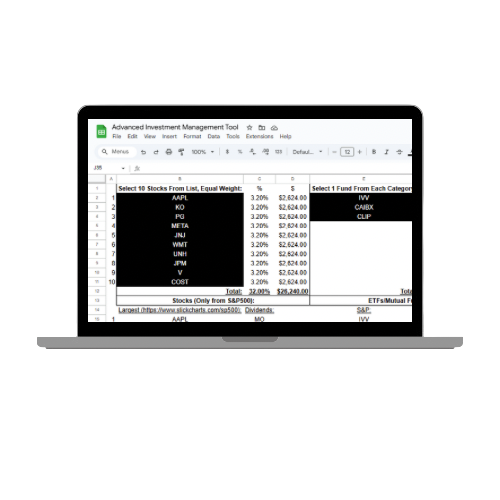 Advanced Investment Management Tool
File Edit View Insert Format Data Tools Extensions Help
Menus 100% $ % .0 .00 123 Defaul... - 12 + B I
J35 fx
A B C D E
1 Select 10 Stocks From List, Equal Weight: % $ Select 1 Fund From Each Category
2 1 AAPL 3.20% $2,624.00 IVV
3 2 KO 3.20% $2,624.00 CAIBX
4 3 PG 3.20% $2,624.00 CLIP
5 4 META 3.20% $2,624.00
6 5 JNJ 3.20% $2,624.00
7 6 WMT 3.20% $2,624.00
8 7 UNH 3.20% $2,624.00
9 8 JPM 3.20% $2,624.00
10 9 V 3.20% $2,624.00
11 10 COST 3.20% $2,624.00
12 Total: 32.00% $26,240.00 Tota
13 Stocks (Only from S&P500): ETFs/Mutual F
14 Largest (https://www.slickcharts.com/sp500): Dividends: S&P:
15 1 AAPL MO IVV